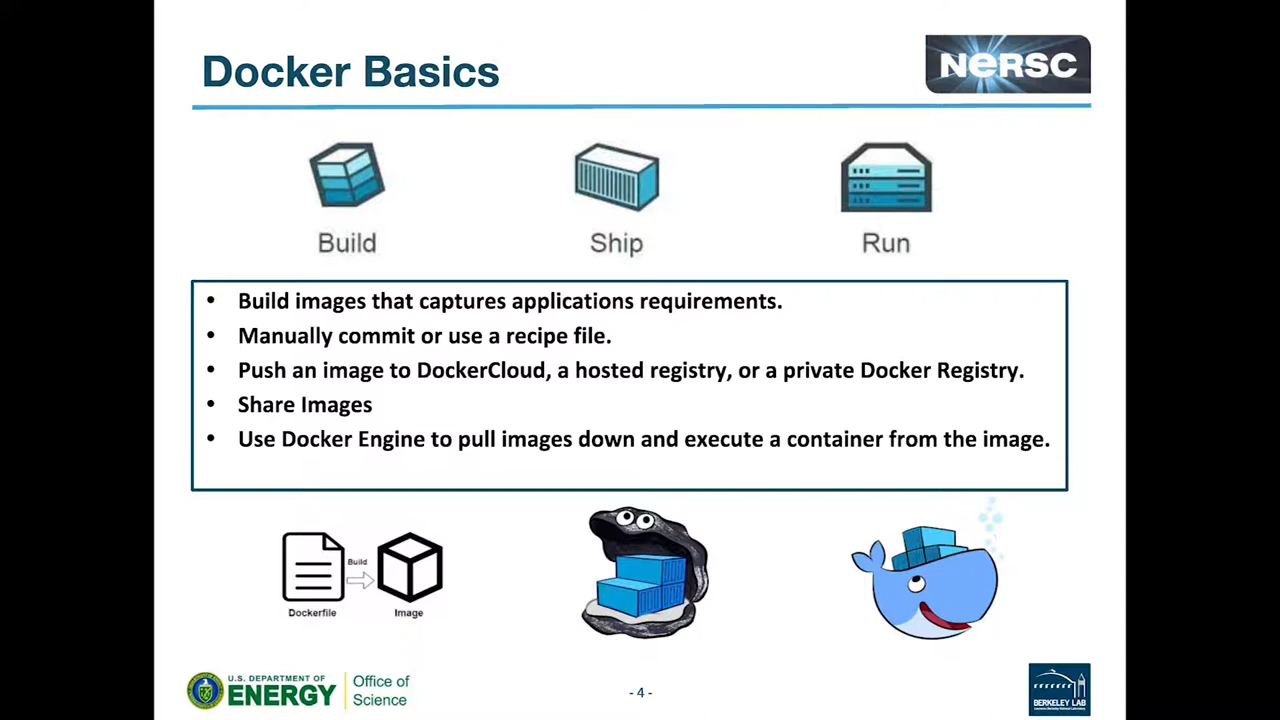 Docker Basics
NERSC
Build
Ship
Run
• Build images that captures applications requirements.
• Manually commit or use a recipe file.
• Push an image to DockerCloud, a hosted registry, or a private Docker Registry.
• Share Images
• Use Docker Engine to pull images down and execute a container from the image.
Build
Dockerfile
Image
U.S. DEPARTMENT OF
ENERGY
Office of
Science
- 4 -
BERKELEY LAB